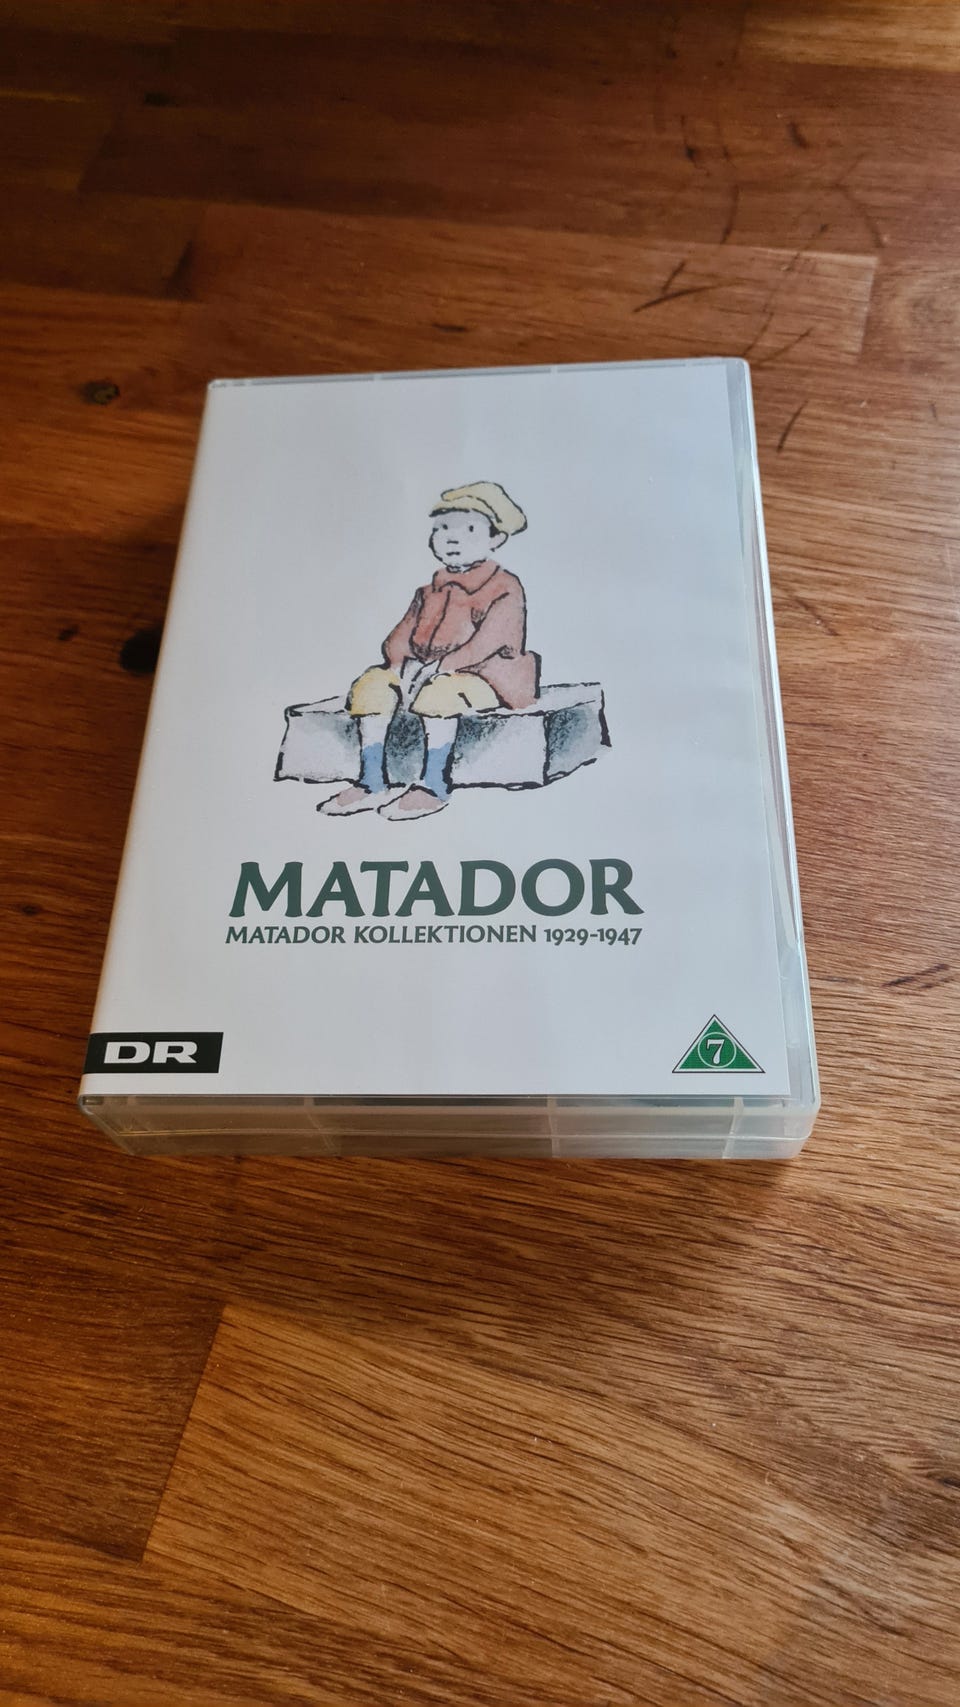 MATADOR
MATADOR KOLLEKTIONEN 1929-1947
DR
7